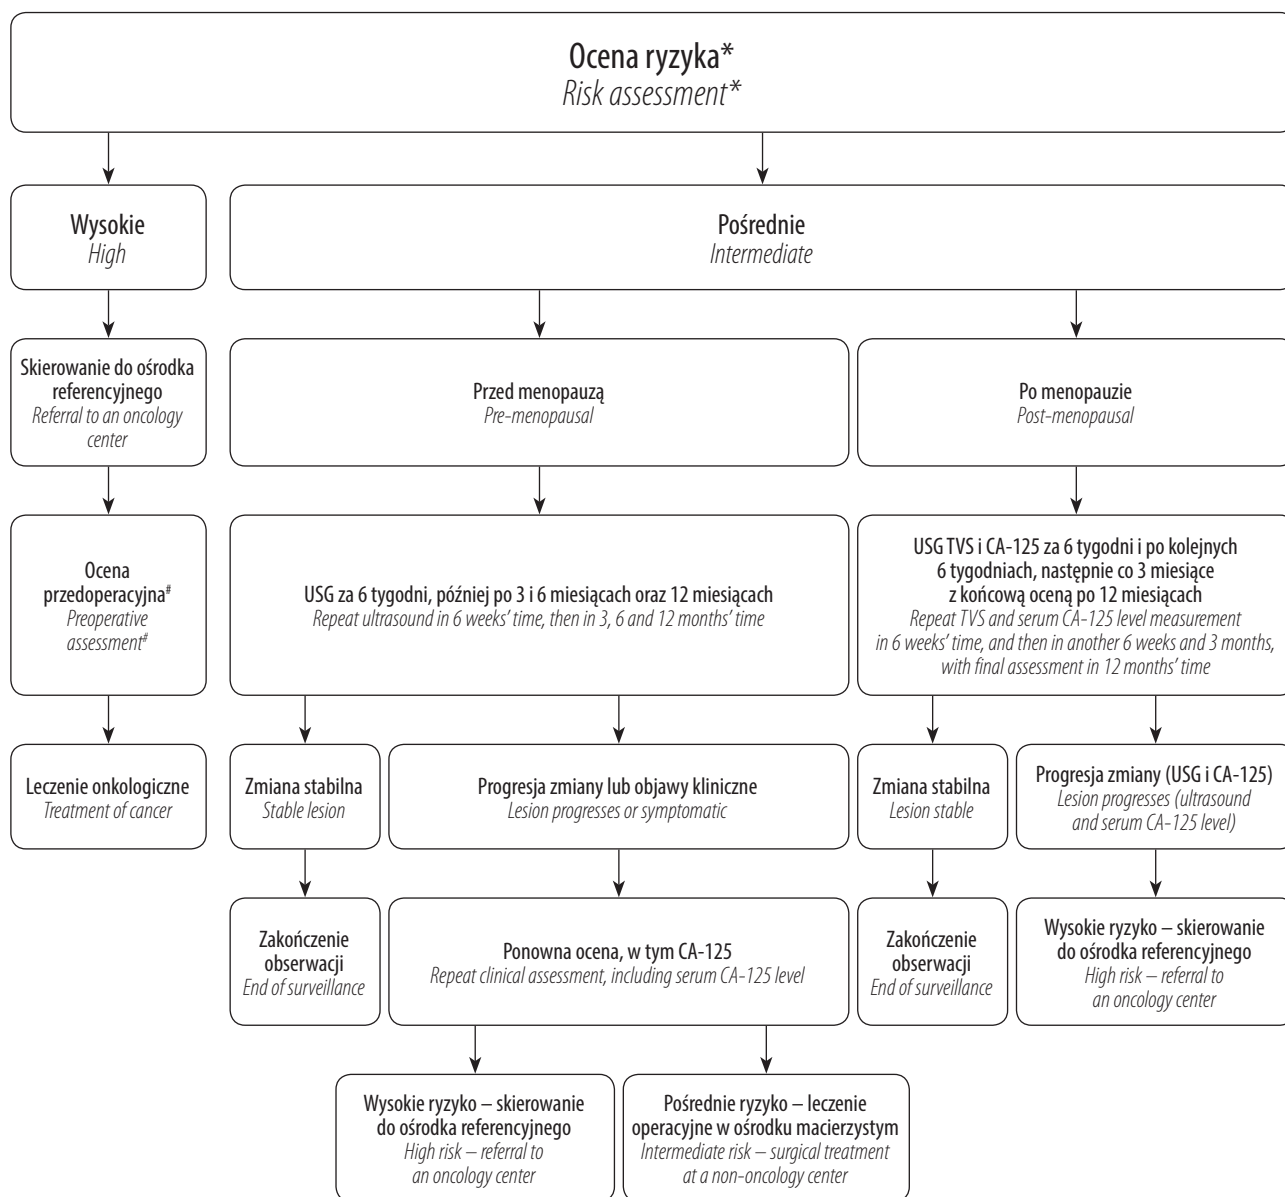 Ocena ryzyka*
Risk assessment*
Wysokie
High
Pośrednie
Intermediate
Skierowanie do ośrodka
referencyjnego
Referral to an oncology
center
Przed menopauzą
Pre-menopausal
Po menopauzie
Post-menopausal
Ocena
przedoperacyjna#
Preoperative
assessment#
USG za 6 tygodni, później po 3 i 6 miesiącach oraz 12 miesiącach
Repeat ultrasound in 6 weeks' time, then in 3, 6 and 12 months' time
USG TVS i CA-125 za 6 tygodni i po kolejnych
6 tygodniach, następnie co 3 miesiące
z końcową oceną po 12 miesiącach
Repeat TVS and serum CA-125 level measurement
in 6 weeks' time, and then in another 6 weeks and 3 months,
with final assessment in 12 months' time
Leczenie onkologiczne
Treatment of cancer
Zmiana stabilna
Stable lesion
Progresja zmiany lub objawy kliniczne
Lesion progresses or symptomatic
Zmiana stabilna
Lesion stable
Progresja zmiany (USG i CA-125)
Lesion progresses (ultrasound
and serum CA-125 level)
Zakończenie
obserwacji
End of surveillance
Ponowna ocena, w tym CA-125
Repeat clinical assessment, including serum CA-125 level
Zakończenie
obserwacji
End of surveillance
Wysokie ryzyko – skierowanie
do ośrodka referencyjnego
High risk – referral to
an oncology center
Wysokie ryzyko – skierowanie
do ośrodka referencyjnego
High risk – referral to
an oncology center
Pośrednie ryzyko – leczenie
operacyjne w ośrodku macierzystym
Intermediate risk – surgical treatment
at a non-oncology center